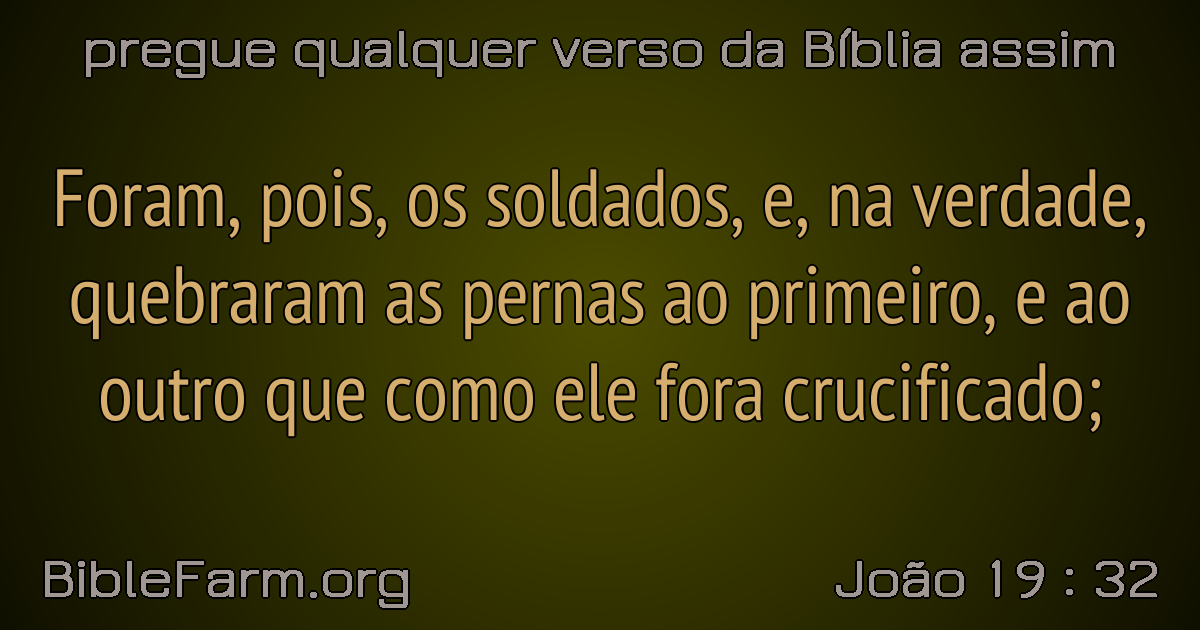 pregue qualquer verso da Bíblia assim
Foram, pois, os soldados, e, na verdade,
quebraram as pernas ao primeiro, e ao
outro que como ele fora crucificado;
BibleFarm.org
João 19 : 32